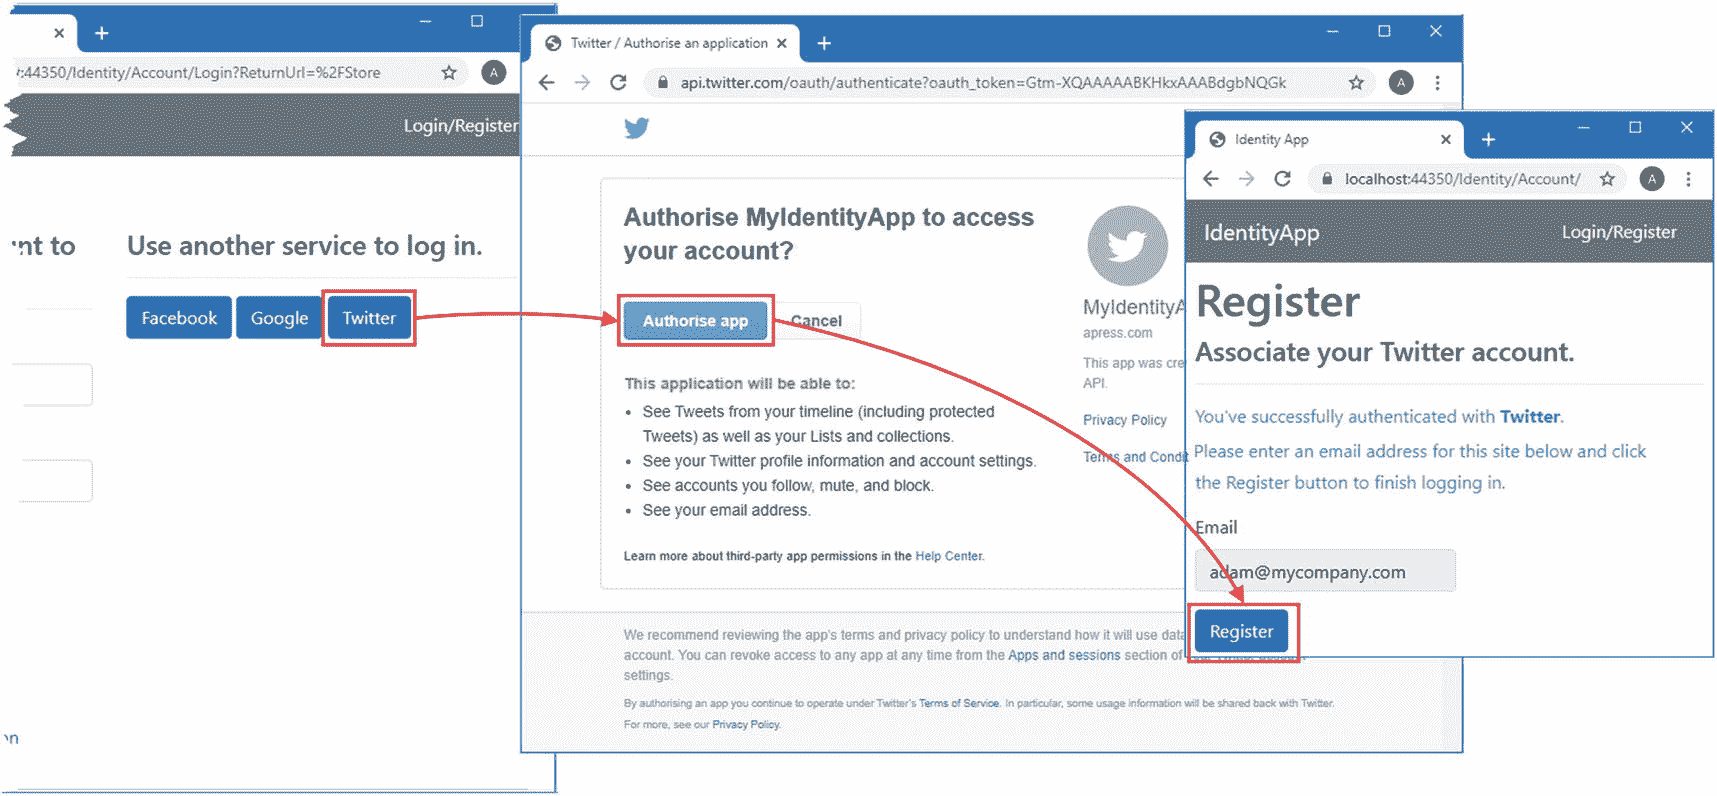 :44350/Identity/Account/Login?ReturnUrl=%2FStore
A
Login/Register
nt to
Use another service to log in.
Facebook
Google
Twitter
Twitter / Authorise an application
api.twitter.com/oauth/authenticate?oauth_token=Gtm-XQAAAAABKHkxAAABdgbNQGk
A
Authorise MyIdentityApp to access
your account?
Authorise app
Cancel
This application will be able to:
• See Tweets from your timeline (including protected
Tweets) as well as your Lists and collections.
• See your Twitter profile information and account settings.
• See accounts you follow, mute, and block.
• See your email address.
Learn more about third-party app permissions in the Help Center.
MyIdentityA
apress.com
This app was cre
API.
Privacy Policy
Terms and Condit
We recommend reviewing the app's terms and privacy policy to understand how it will use data
account. You can revoke access to any app at any time from the Apps and sessions section of
settings.
By authorising an app you continue to operate under Twitter's Terms of Service. In particular, some usage information will be shared back with Twitter.
For more, see our Privacy Policy.
Identity App
localhost:44350/Identity/Account/
A
IdentityApp
Login/Register
Register
Associate your Twitter account.
You've successfully authenticated with Twitter.
Please enter an email address for this site below and click
the Register button to finish logging in.
Email
adam@mycompany.com
Register